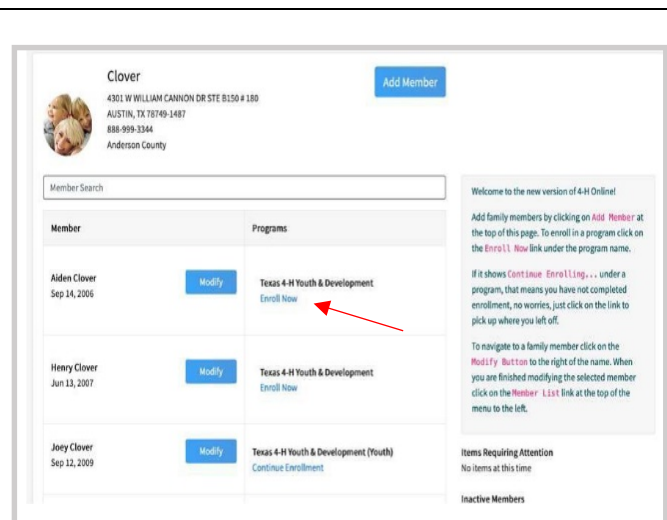 Clover
Add Member
4301 W WILLIAM CANNON DR STE B150 # 180
AUSTIN, TX 78749-1487
888-999-3344
Anderson County
Member Search
Member
Programs
Aiden Clover
Sep 14, 2006
Modify
Texas 4-H Youth & Development
Enroll Now
Henry Clover
Jun 13, 2007
Modify
Texas 4-H Youth & Development
Enroll Now
Joey Clover
Sep 12, 2009
Modify
Texas 4-H Youth & Development (Youth)
Continue Enrollment
Welcome to the new version of 4-H Online!
Add family members by clicking on Add Member at
the top of this page. To enroll in a program click on
the Enroll Now link under the program name.
If it shows Continue Enrolling... under a
program, that means you have not completed
enrollment, no worries, just click on the link to
pick up where you left off.
To navigate to a family member click on the
Modify Button to the right of the name. When
you are finished modifying the selected member
click on the Member List link at the top of the
menu to the left.
Items Requiring Attention
No items at this time
Inactive Members